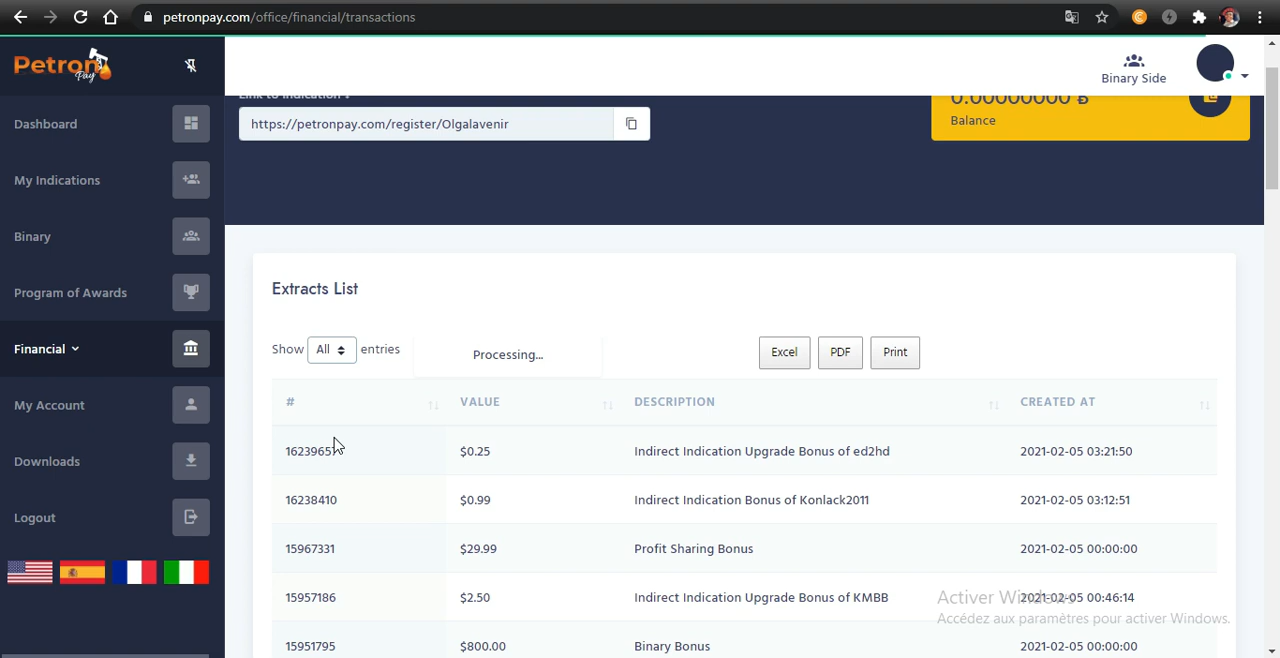 petronpay.com/office/financial/transactions
Petron
Pay
Binary Side
Dashboard
https://petronpay.com/register/Olgalavenir
Balance
My Indications
Binary
Program of Awards
Extracts List
Financial
Show All entries
Processing...
Excel PDF Print
# VALUE DESCRIPTION CREATED AT
My Account
$0.25 Indirect Indication Upgrade Bonus of ed2hd 2021-02-05 03:21:50
Downloads
16238410 $0.99 Indirect Indication Bonus of Konlack2011 2021-02-05 03:12:51
Logout
15967331 $29.99 Profit Sharing Bonus 2021-02-05 00:00:00
15957186 $2.50 Indirect Indication Upgrade Bonus of KMBB 2021-02-05 00:46:14
Activer Windows
Accédez aux paramètres pour activer Windows.
15951795 $800.00 Binary Bonus 2021-02-05 00:00:00